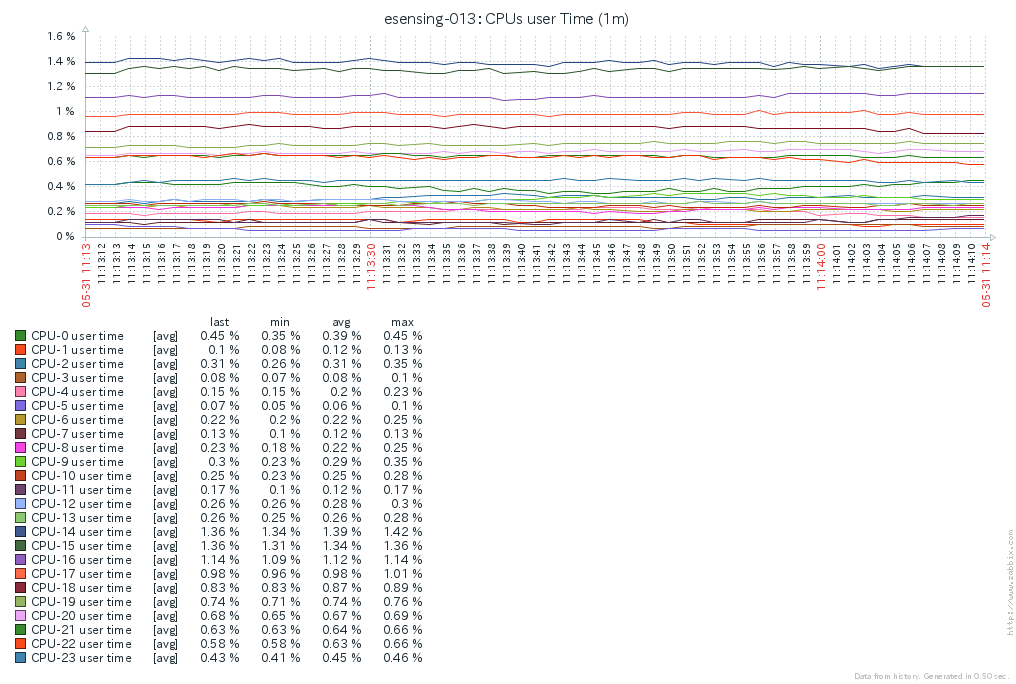 esensing-013: CPUs user Time (1m)
1.6 %
1.4 %
1.2 %
1 %
0.8 %
0.6 %
0.4 %
0.2 %
0 %
05-31 11:13
11:13:12
11:13:13
11:13:14
11:13:15
11:13:16
11:13:17
11:13:18
11:13:19
11:13:20
11:13:21
11:13:22
11:13:23
11:13:24
11:13:25
11:13:26
11:13:27
11:13:28
11:13:29
11:13:30
11:13:31
11:13:32
11:13:33
11:13:34
11:13:35
11:13:36
11:13:37
11:13:38
11:13:39
11:13:40
11:13:41
11:13:42
11:13:43
11:13:44
11:13:45
11:13:46
11:13:47
11:13:48
11:13:49
11:13:50
11:13:51
11:13:52
11:13:53
11:13:54
11:13:55
11:13:56
11:13:57
11:13:58
11:13:59
11:14:00
11:14:01
11:14:02
11:14:03
11:14:04
11:14:05
11:14:06
11:14:07
11:14:08
11:14:09
11:14:10
05-31 11:14
last min avg max
CPU-0 user time [avg] 0.45 % 0.35 % 0.39 % 0.45 %
CPU-1 user time [avg] 0.1 % 0.08 % 0.12 % 0.13 %
CPU-2 user time [avg] 0.31 % 0.26 % 0.31 % 0.35 %
CPU-3 user time [avg] 0.08 % 0.07 % 0.08 % 0.1 %
CPU-4 user time [avg] 0.15 % 0.15 % 0.2 % 0.23 %
CPU-5 user time [avg] 0.07 % 0.05 % 0.06 % 0.1 %
CPU-6 user time [avg] 0.22 % 0.2 % 0.22 % 0.25 %
CPU-7 user time [avg] 0.13 % 0.1 % 0.12 % 0.13 %
CPU-8 user time [avg] 0.23 % 0.18 % 0.22 % 0.25 %
CPU-9 user time [avg] 0.3 % 0.23 % 0.29 % 0.35 %
CPU-10 user time [avg] 0.25 % 0.23 % 0.25 % 0.28 %
CPU-11 user time [avg] 0.17 % 0.1 % 0.12 % 0.17 %
CPU-12 user time [avg] 0.26 % 0.26 % 0.28 % 0.3 %
CPU-13 user time [avg] 0.26 % 0.25 % 0.26 % 0.28 %
CPU-14 user time [avg] 1.36 % 1.34 % 1.39 % 1.42 %
CPU-15 user time [avg] 1.36 % 1.31 % 1.34 % 1.36 %
CPU-16 user time [avg] 1.14 % 1.09 % 1.12 % 1.14 %
CPU-17 user time [avg] 0.98 % 0.96 % 0.98 % 1.01 %
CPU-18 user time [avg] 0.83 % 0.83 % 0.87 % 0.89 %
CPU-19 user time [avg] 0.74 % 0.71 % 0.74 % 0.76 %
CPU-20 user time [avg] 0.68 % 0.65 % 0.67 % 0.69 %
CPU-21 user time [avg] 0.63 % 0.63 % 0.64 % 0.66 %
CPU-22 user time [avg] 0.58 % 0.58 % 0.63 % 0.66 %
CPU-23 user time [avg] 0.43 % 0.41 % 0.45 % 0.46 %
http://www.zabbix.com
Data from history. Generated in 0.50 sec.